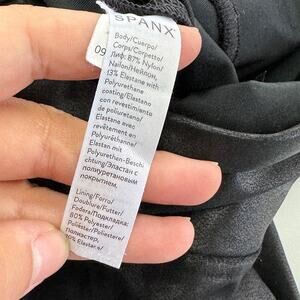 SPANX
09
Body/Cuerpo/
Corps/Corpetto/
Лиф: 87% Nylon/
Nailon/Нейлон,
13% Elastane with
Polyurethane
coating/Elastano
con revestimiento
de poliuretano/
Elastane avec
revêtement en
Polyuréthanne/
Elastan mit
Polyurethan-Besch
chtung/Эластан с
полиуретановым
покрытием.
Lining/Forro/
Doublure/Futter/
Fodera/Подкладка:
80% Polyester/
Poliéster/Poliestere/
полиэстер,